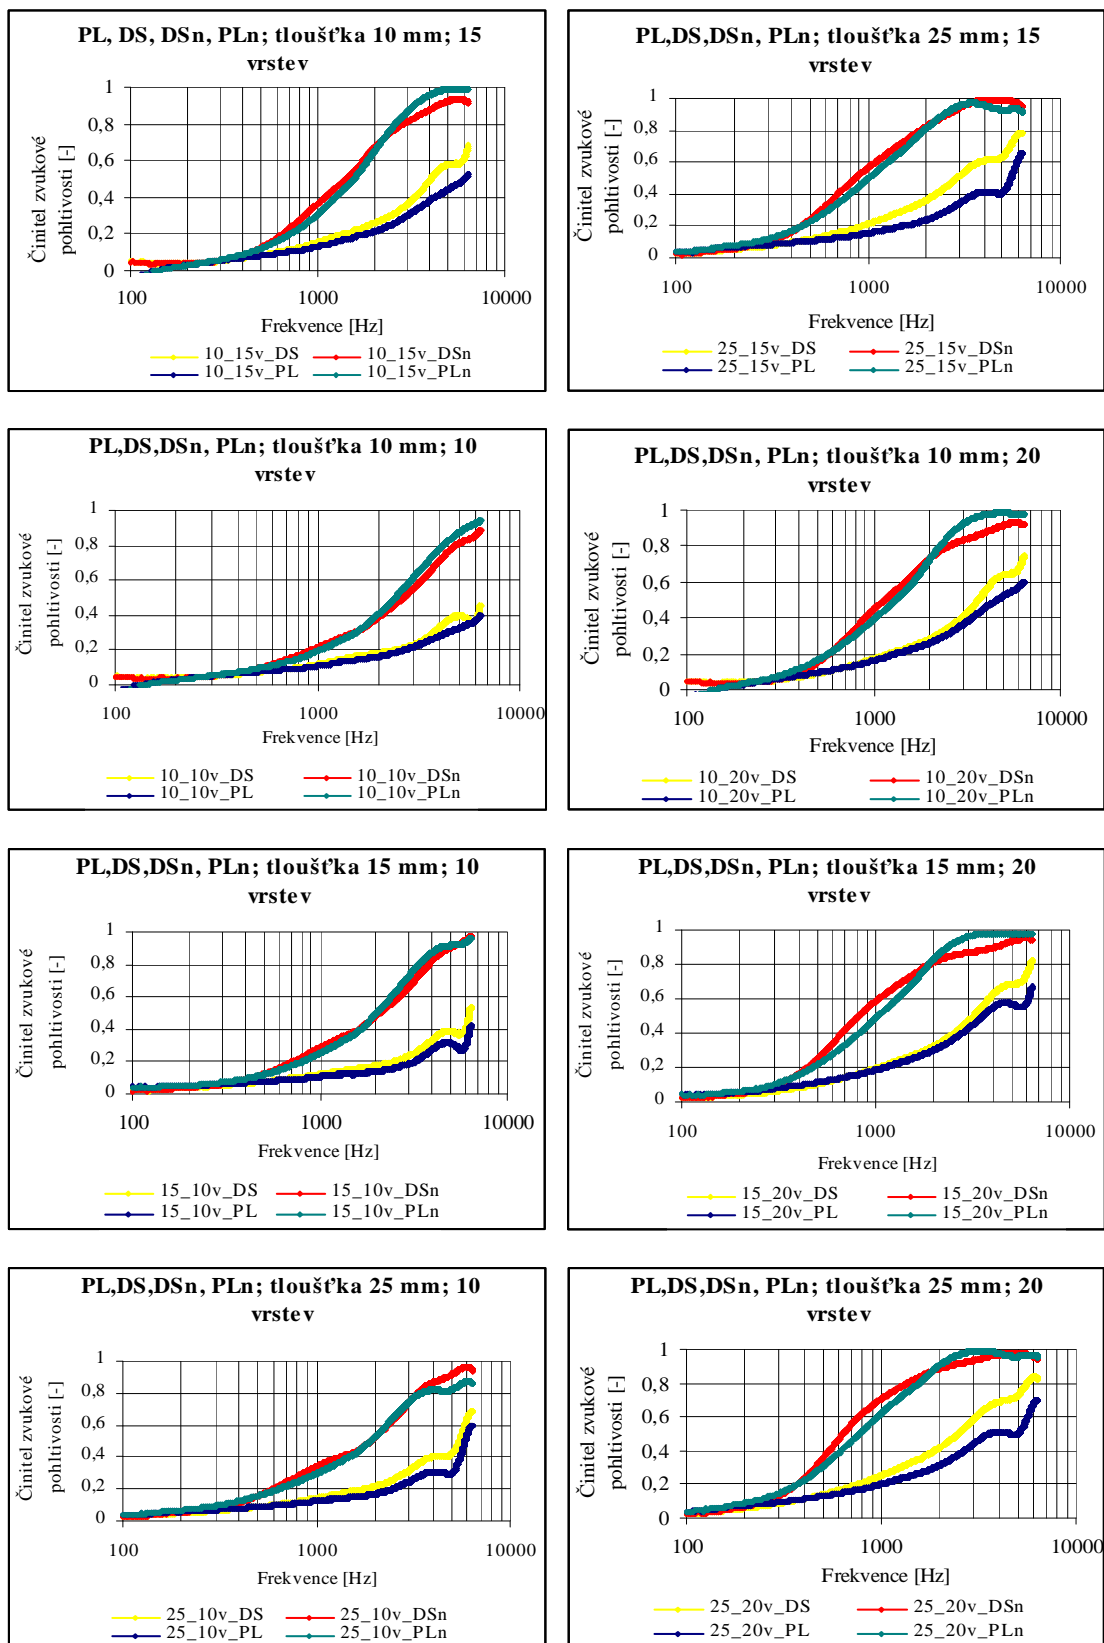 PL, DS, DSn, PLn; tloušťka 10 mm; 15
vrstev
Činitel zvukové
pohltivosti [-]
1
0,8
0,6
0,4
0,2
0
100 1000 10000
Frekvence [Hz]
10_15v_DS 10_15v_DSn
10_15v_PL 10_15v_PLn
PL,DS,DSn, PLn; tloušťka 25 mm; 15
vrstev
Činitel zvukové
pohltivosti [-]
1
0,8
0,6
0,4
0,2
0
100 1000 10000
Frekvence [Hz]
25_15v_DS 25_15v_DSn
25_15v_PL 25_15v_PLn
PL,DS,DSn, PLn; tloušťka 10 mm; 10
vrstev
Činitel zvukové
pohltivosti [-]
1
0,8
0,6
0,4
0,2
0
100 1000 10000
Frekvence [Hz]
10_10v_DS 10_10v_DSn
10_10v_PL 10_10v_PLn
PL,DS,DSn, PLn; tloušťka 10 mm; 20
vrstev
Činitel zvukové
pohltivosti [-]
1
0,8
0,6
0,4
0,2
0
100 1000 10000
Frekvence [Hz]
10_20v_DS 10_20v_DSn
10_20v_PL 10_20v_PLn
PL,DS,DSn, PLn; tloušťka 15 mm; 10
vrstev
Činitel zvukové
pohltivosti [-]
1
0,8
0,6
0,4
0,2
0
100 1000 10000
Frekvence [Hz]
15_10v_DS 15_10v_DSn
15_10v_PL 15_10v_PLn
PL,DS,DSn, PLn; tloušťka 15 mm; 20
vrstev
Činitel zvukové
pohltivosti [-]
1
0,8
0,6
0,4
0,2
0
100 1000 10000
Frekvence [Hz]
15_20v_DS 15_20v_DSn
15_20v_PL 15_20v_PLn
PL,DS,DSn, PLn; tloušťka 25 mm; 10
vrstev
Činitel zvukové
pohltivosti [-]
1
0,8
0,6
0,4
0,2
0
100 1000 10000
Frekvence [Hz]
25_10v_DS 25_10v_DSn
25_10v_PL 25_10v_PLn
PL,DS,DSn, PLn; tloušťka 25 mm; 20
vrstev
Činitel zvukové
pohltivosti [-]
1
0,8
0,6
0,4
0,2
0
100 1000 10000
Frekvence [Hz]
25_20v_DS 25_20v_DSn
25_20v_PL 25_20v_PLn